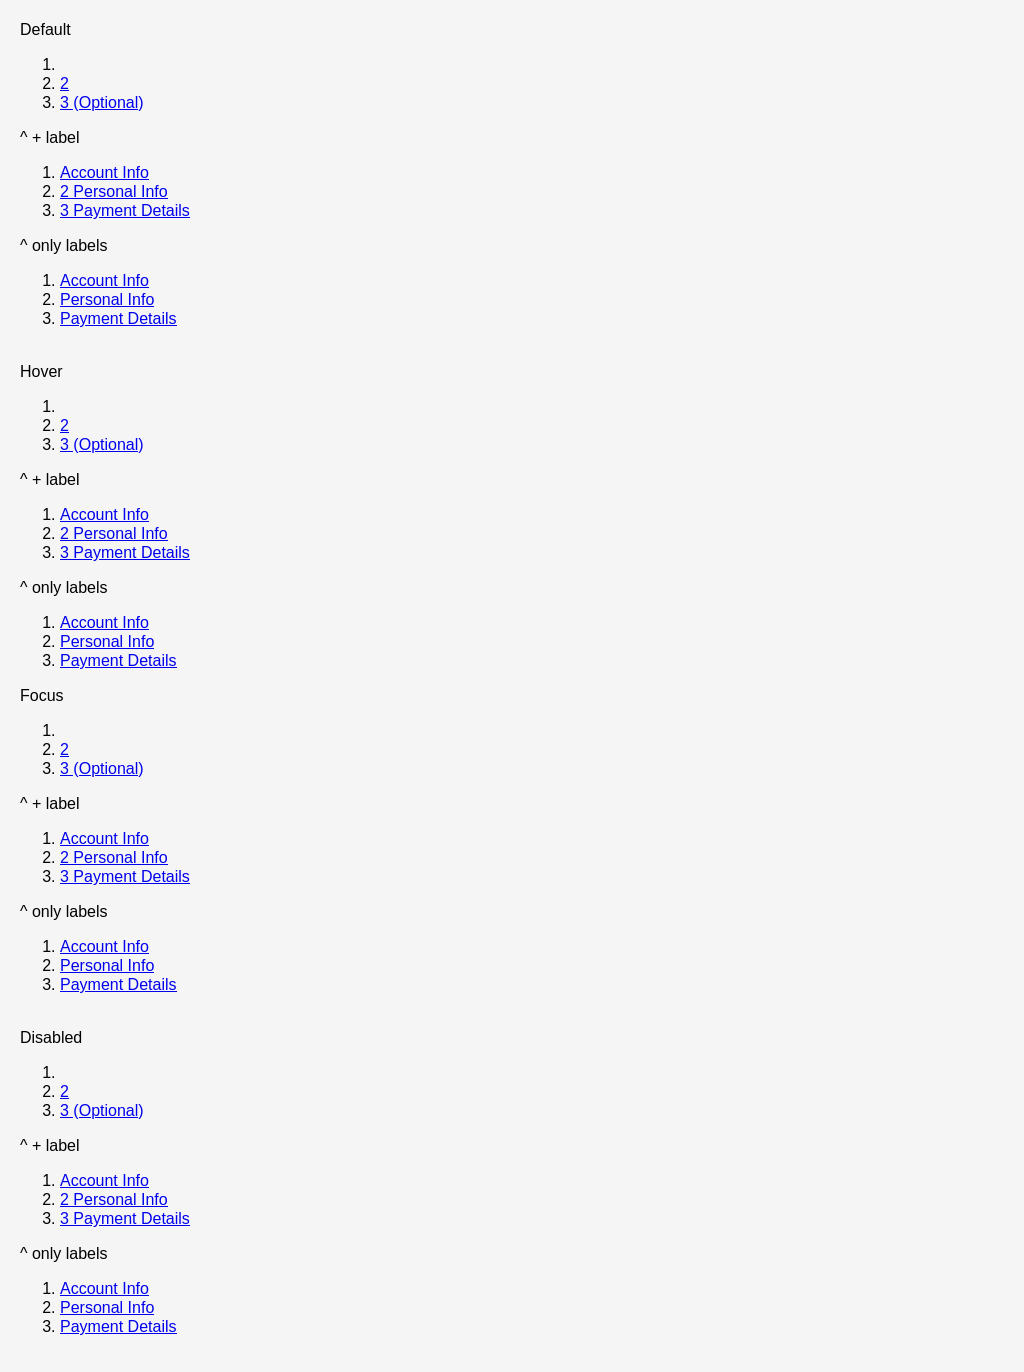 Default
1.
2. 2
3. 3 (Optional)
^ + label
1. Account Info
2. 2 Personal Info
3. 3 Payment Details
^ only labels
1. Account Info
2. Personal Info
3. Payment Details
Hover
1.
2. 2
3. 3 (Optional)
^ + label
1. Account Info
2. 2 Personal Info
3. 3 Payment Details
^ only labels
1. Account Info
2. Personal Info
3. Payment Details
Focus
1.
2. 2
3. 3 (Optional)
^ + label
1. Account Info
2. 2 Personal Info
3. 3 Payment Details
^ only labels
1. Account Info
2. Personal Info
3. Payment Details
Disabled
1.
2. 2
3. 3 (Optional)
^ + label
1. Account Info
2. 2 Personal Info
3. 3 Payment Details
^ only labels
1. Account Info
2. Personal Info
3. Payment Details